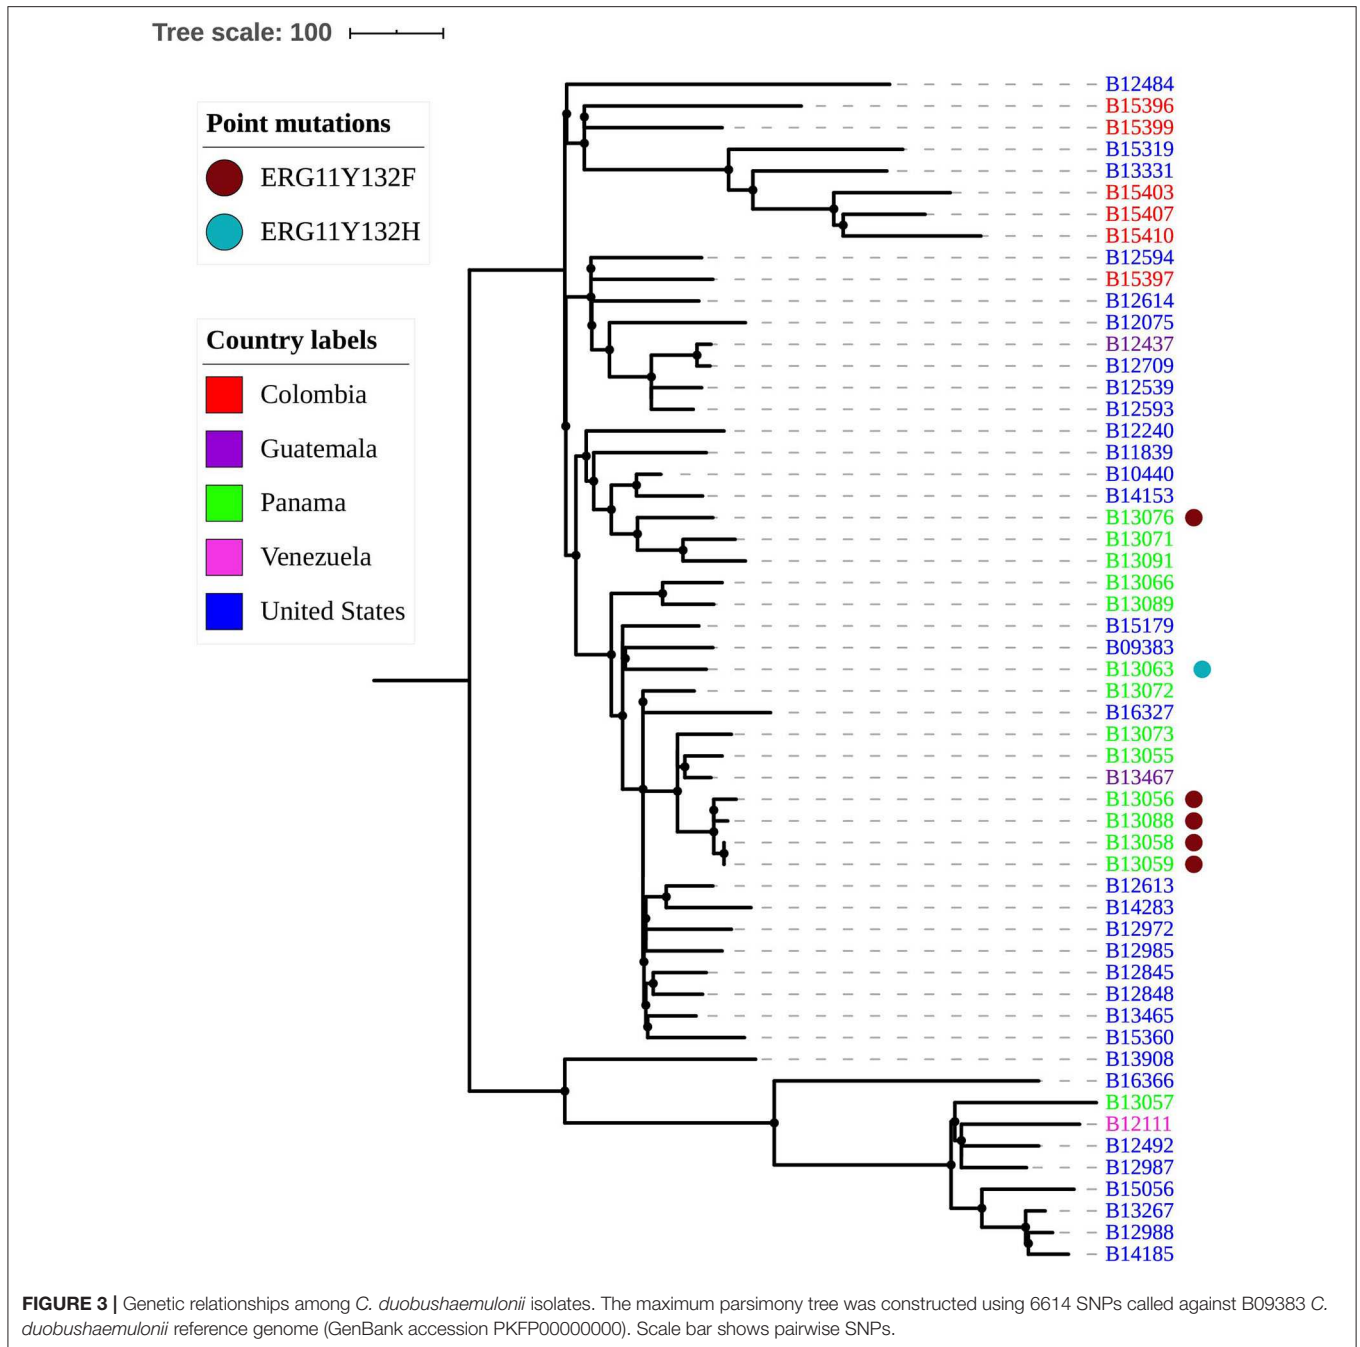 Tree scale: 100
Point mutations
ERG11Y132F
ERG11Y132H
Country labels
Colombia
Guatemala
Panama
Venezuela
United States
B12484
B15396
B15399
B15319
B13331
B15403
B15407
B15410
B12594
B15397
B12614
B12075
B12437
B12709
B12539
B12593
B12240
B11839
B10440
B14153
B13076
B13071
B13091
B13066
B13089
B15179
B09383
B13063
B13072
B16327
B13073
B13055
B13467
B13056
B13088
B13058
B13059
B12613
B14283
B12972
B12985
B12845
B12848
B13465
B15360
B13908
B16366
B13057
B12111
B12492
B12987
B15056
B13267
B12988
B14185
FIGURE 3 | Genetic relationships among C. duobushaemulonii isolates. The maximum parsimony tree was constructed using 6614 SNPs called against B09383 C.
duobushaemulonii reference genome (GenBank accession PKFP00000000). Scale bar shows pairwise SNPs.